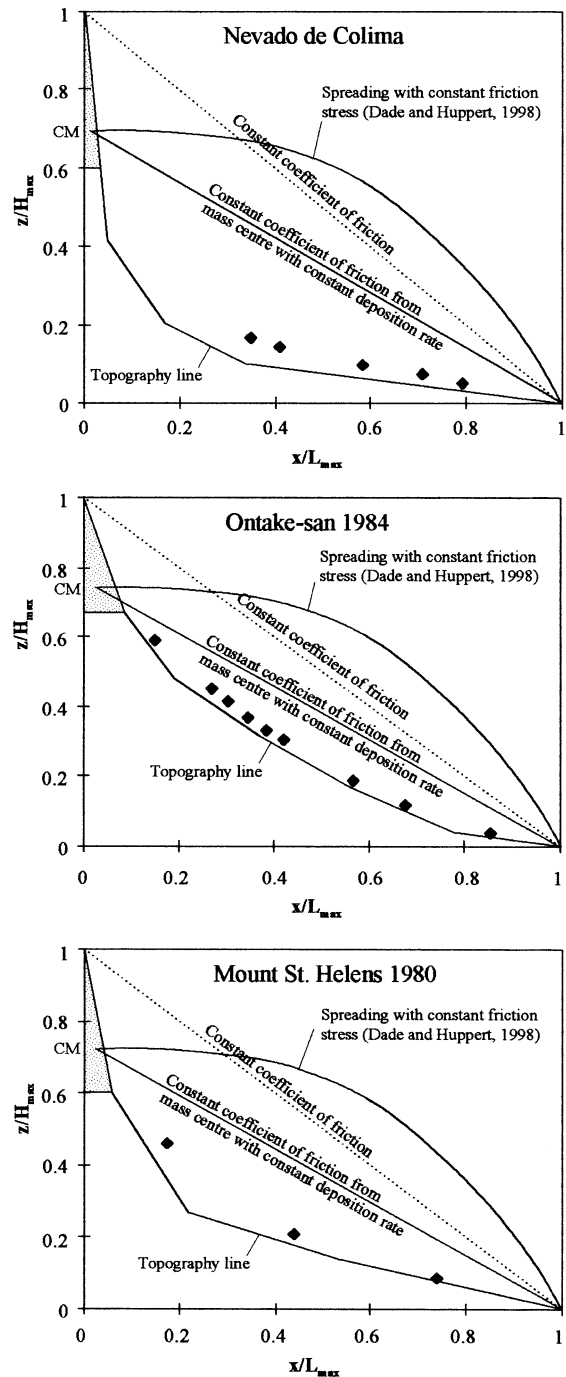 Nevado de Colima
1
0.8
CM
0.6
0.4
0.2
0
z/Hmax
Spreading with constant friction
stress (Dade and Huppert, 1998)
Constant coefficient of friction
Constant coefficient of friction from
mass centre with constant deposition rate
Topography line
0 0.2 0.4 0.6 0.8 1
x/Lmax
Ontake-san 1984
1
0.8
CM
0.6
0.4
0.2
0
z/Hmax
Spreading with constant friction
stress (Dade and Huppert, 1998)
Constant coefficient of friction
Constant coefficient of friction from
mass centre with constant deposition rate
Topography line
0 0.2 0.4 0.6 0.8 1
x/Lmax
Mount St. Helens 1980
1
0.8
CM
0.6
0.4
0.2
0
z/Hmax
Spreading with constant friction
stress (Dade and Huppert, 1998)
Constant coefficient of friction
Constant coefficient of friction from
mass centre with constant deposition rate
Topography line
0 0.2 0.4 0.6 0.8 1
x/Lmax